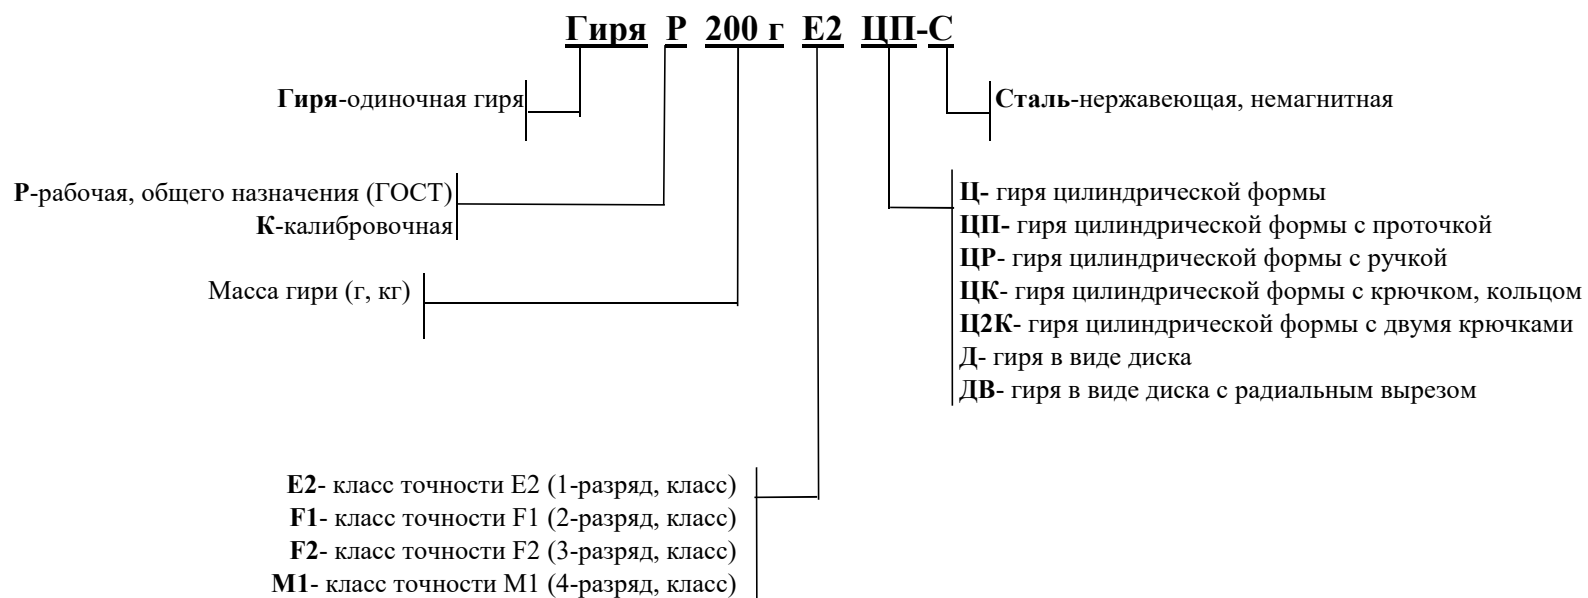 Гиря Р 200 г Е2 ЦП-С
Гиря-одиночная гиря
Сталь-нержавеющая, немагнитная
Р-рабочая, общего назначения (ГОСТ)
К-калибровочная
Масса гири (г, кг)
Ц- гиря цилиндрической формы
ЦП- гиря цилиндрической формы с проточкой
ЦР- гиря цилиндрической формы с ручкой
ЦК- гиря цилиндрической формы с крючком, кольцом
Ц2К- гиря цилиндрической формы с двумя крючками
Д- гиря в виде диска
ДВ- гиря в виде диска с радиальным вырезом
Е2- класс точности Е2 (1-разряд, класс)
F1- класс точности F1 (2-разряд, класс)
F2- класс точности F2 (3-разряд, класс)
М1- класс точности М1 (4-разряд, класс)